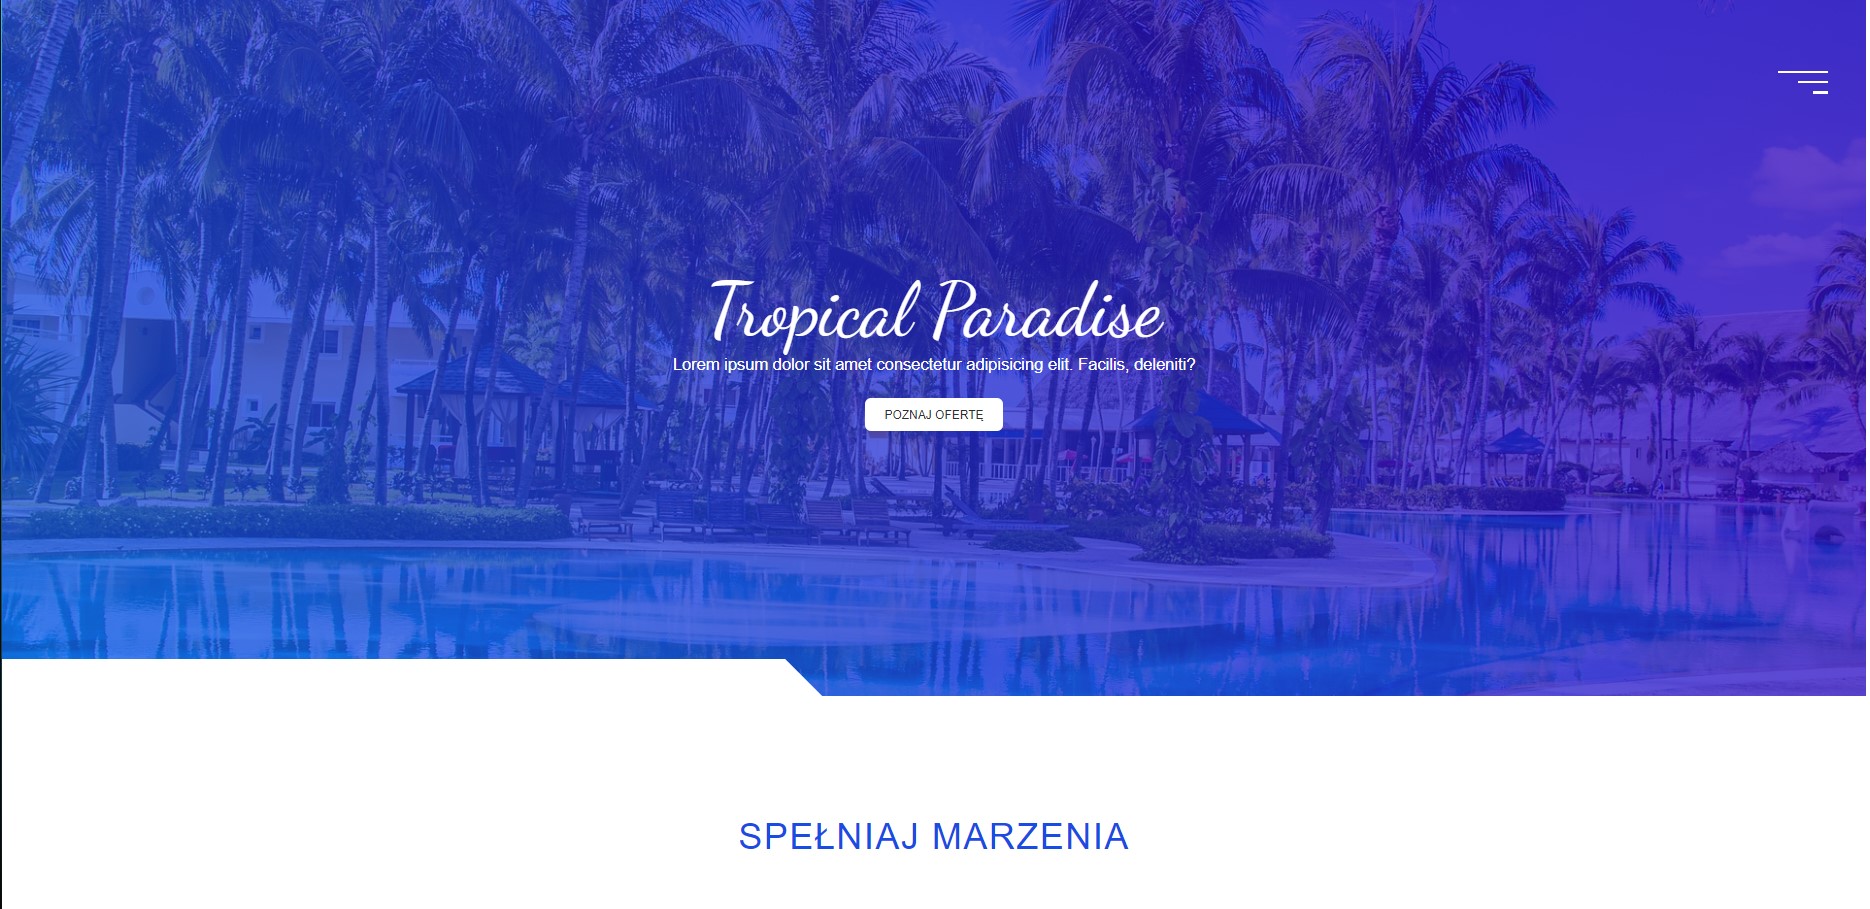 Tropical Paradise
Lorem ipsum dolor sit amet consectetur adipisicing elit. Facilis, deleniti?
POZNAJ OFERTĘ
SPEŁNIAJ MARZENIA